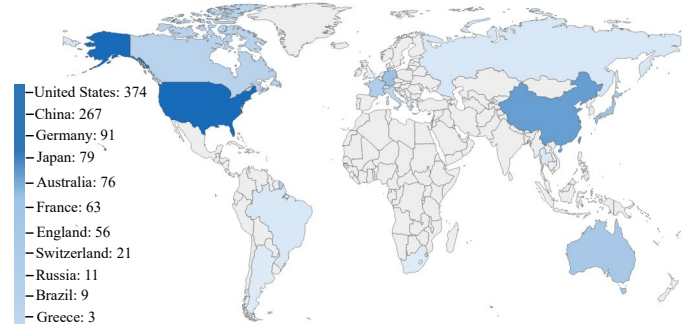 United States: 374
China: 267
Germany: 91
Japan: 79
Australia: 76
France: 63
England: 56
Switzerland: 21
Russia: 11
Brazil: 9
Greece: 3